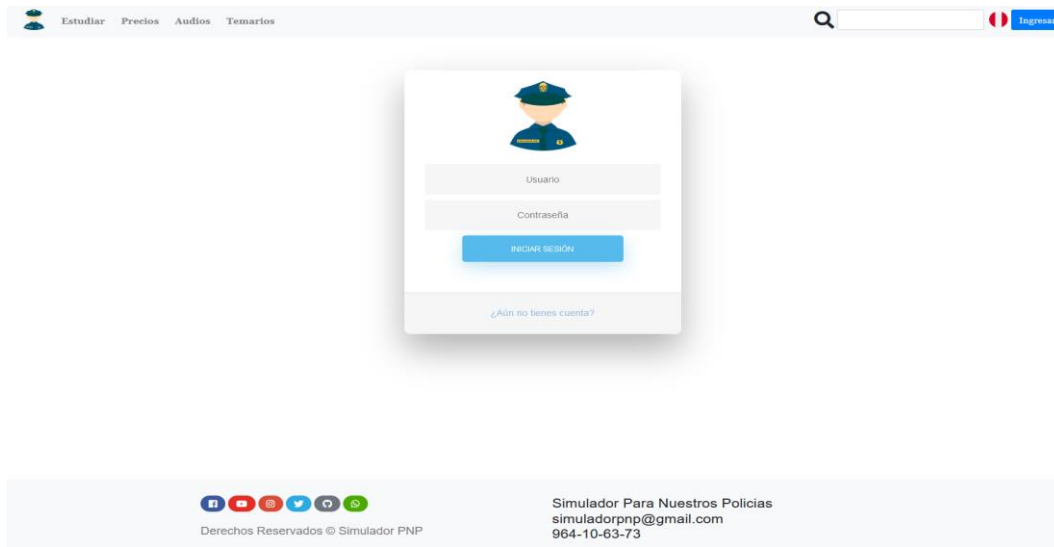 Estudiar Precios Audios Temarios Ingresar
Usuario
Contraseña
INICIAR SESIÓN
¿Aún no tienes cuenta?
Derechos Reservados © Simulador PNP
Simulador Para Nuestros Policias
simuladorpnp@gmail.com
964-10-63-73